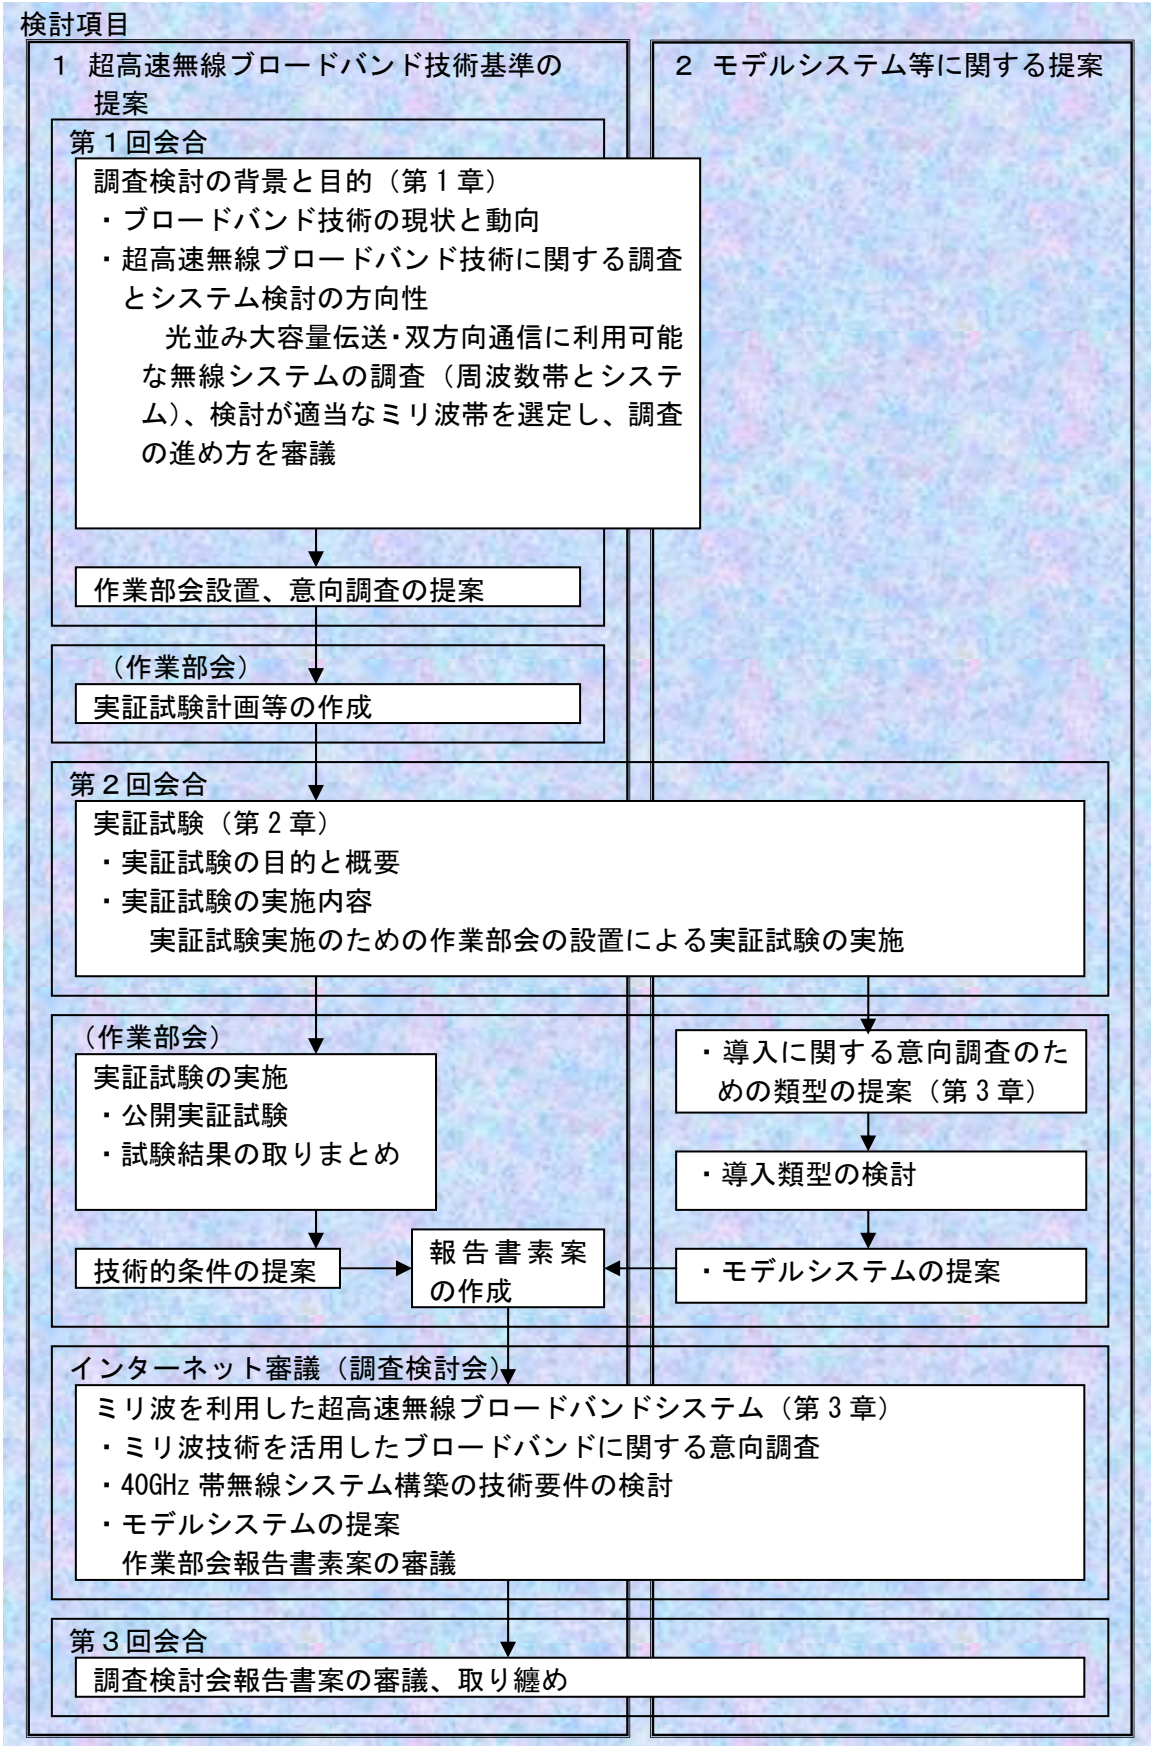 検討項目
1 超高速無線ブロードバンド技術基準の
提案
2 モデルシステム等に関する提案
第1回会合
調査検討の背景と目的（第1章）
・ブロードバンド技術の現状と動向
・超高速無線ブロードバンド技術に関する調査
とシステム検討の方向性
光並み大容量伝送・双方向通信に利用可能
な無線システムの調査（周波数帯とシステ
ム）、検討が適当なミリ波帯を選定し、調査
の進め方を審議
作業部会設置、意向調査の提案
（作業部会）
実証試験計画等の作成
第2回会合
実証試験（第2章）
・実証試験の目的と概要
・実証試験の実施内容
実証試験実施のための作業部会の設置による実証試験の実施
（作業部会）
実証試験の実施
・公開実証試験
・試験結果の取りまとめ
技術的条件の提案
報告書素案
の作成
・導入に関する意向調査のた
めの類型の提案（第3章）
・導入類型の検討
・モデルシステムの提案
インターネット審議（調査検討会）
ミリ波を利用した超高速無線ブロードバンドシステム（第3章）
・ミリ波技術を活用したブロードバンドに関する意向調査
・40GHz帯無線システム構築の技術要件の検討
・モデルシステムの提案
作業部会報告書素案の審議
第3回会合
調査検討会報告書案の審議、取り纏め